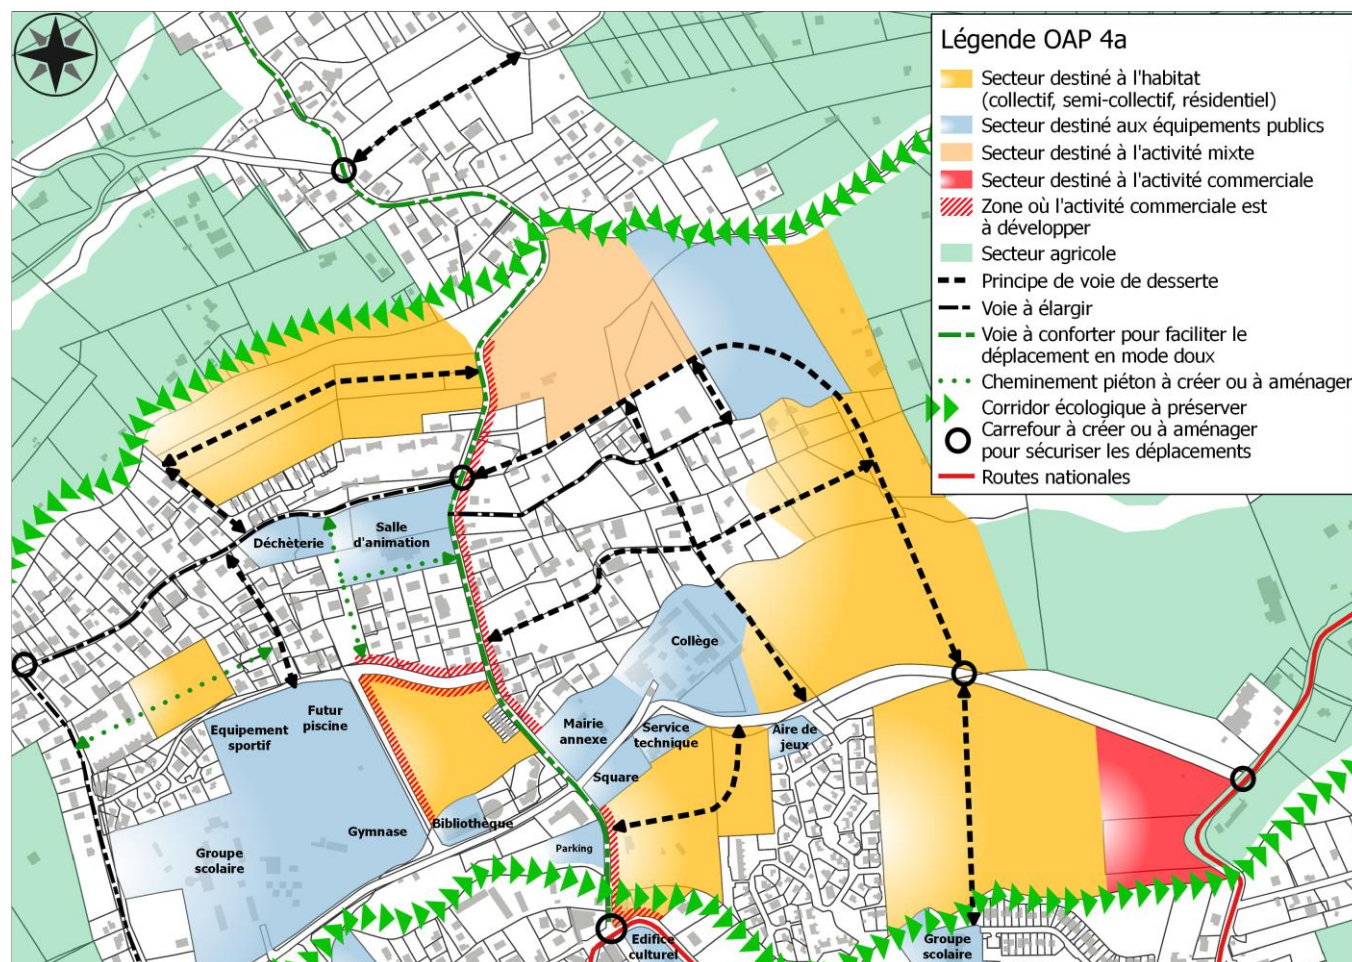 Légende OAP 4a
Secteur destiné à l'habitat
(collectif, semi-collectif, résidentiel)
Secteur destiné aux équipements publics
Secteur destiné à l'activité mixte
Secteur destiné à l'activité commerciale
Zone où l'activité commerciale est
à développer
Secteur agricole
Principe de voie de desserte
Voie à élargir
Voie à conforter pour faciliter le
déplacement en mode doux
Cheminement piéton à créer ou à aménager
Corridor écologique à préserver
Carrefour à créer ou à aménager
pour sécuriser les déplacements
Routes nationales
Déchèterie
Salle
d'animation
Collège
Equipement
sportif
Futur
piscine
Mairie
annexe
Service
technique
Aire de
jeux
Square
Gymnase
Bibliothèque
Parking
Groupe
scolaire
Edifice
culturel
Groupe
scolaire